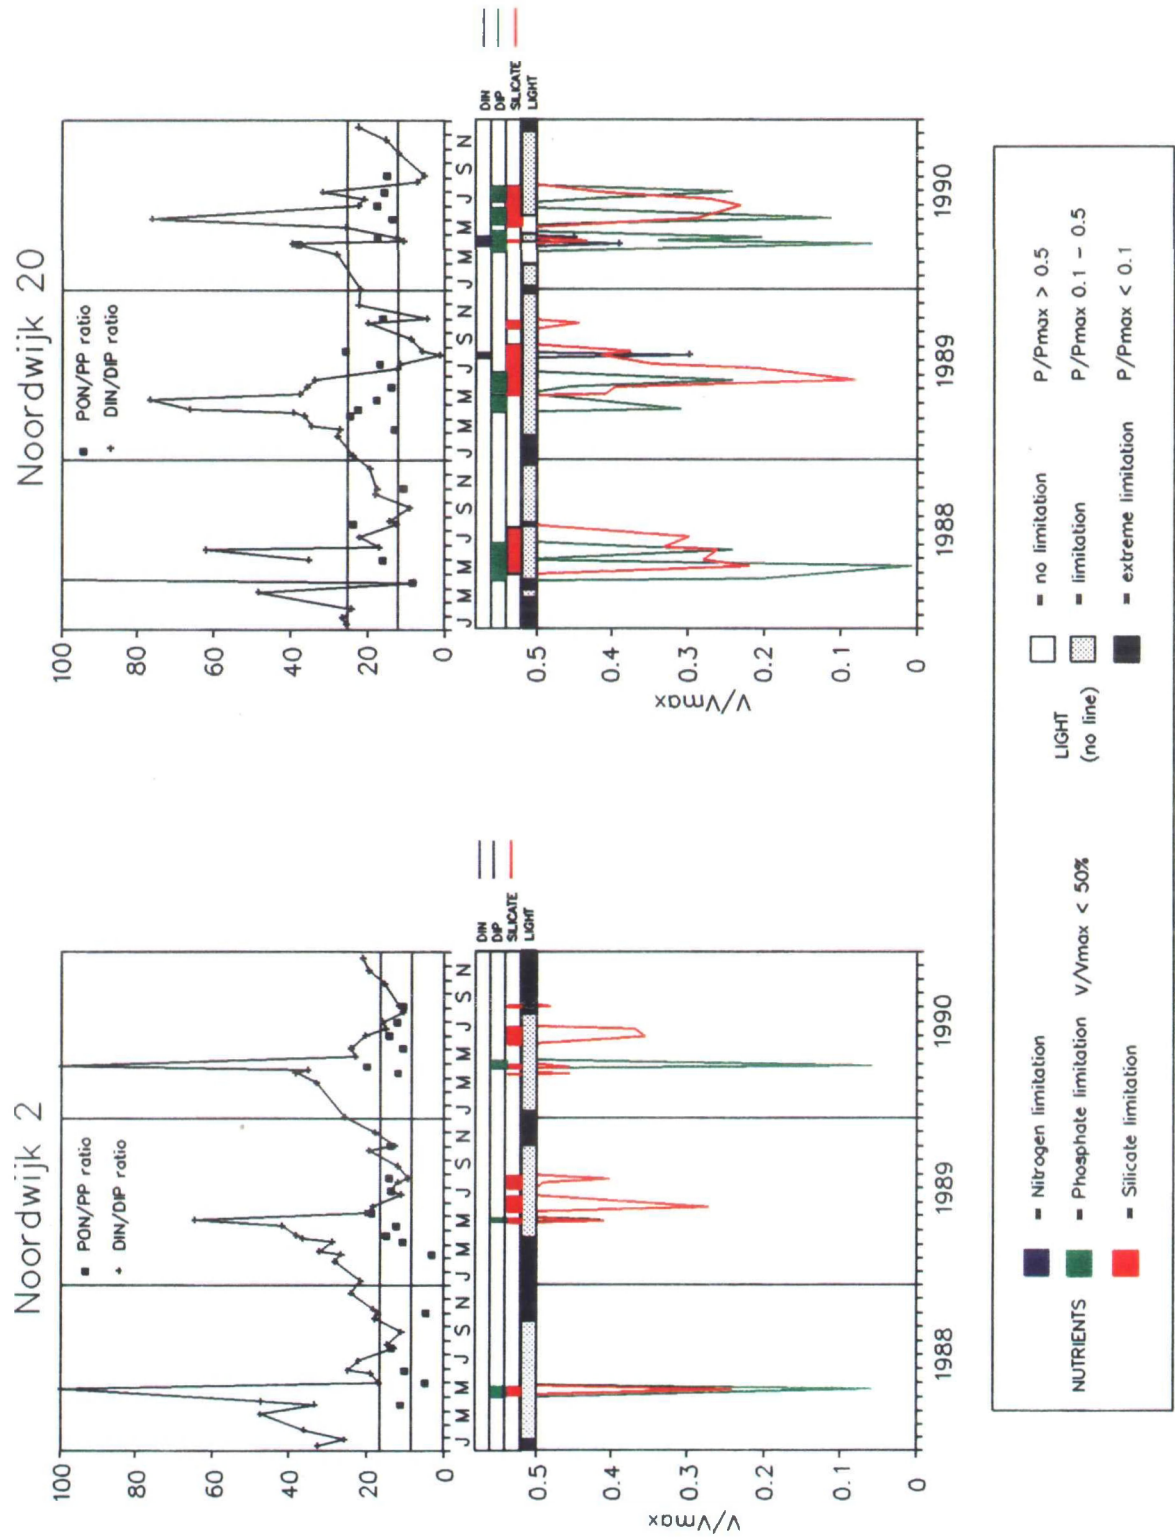 Noordwijk 2
100
80
60
40
20
0
■ PON/PP ratio
+ DIN/DIP ratio
J M M J S N J M M J S N J M M J S N
DIN
DIP
SILICATE
LIGHT
V/Vmax
0.5
0.3
0.2
0.1
0
1988 1989 1990
Noordwijk 20
100
80
60
40
20
0
■ PON/PP ratio
+ DIN/DIP ratio
J M M J S N J M M J S N J M M J S N
DIN
DIP
SILICATE
LIGHT
V/Vmax
0.5
0.4
0.3
0.2
0.1
0
1988 1989 1990
NUTRIENTS
= Nitrogen limitation
= Phosphate limitation V/Vmax < 50%
= Silicate limitation
LIGHT
(no line)
= no limitation P/Pmax > 0.5
= limitation P/Pmax 0.1 - 0.5
= extreme limitation P/Pmax < 0.1